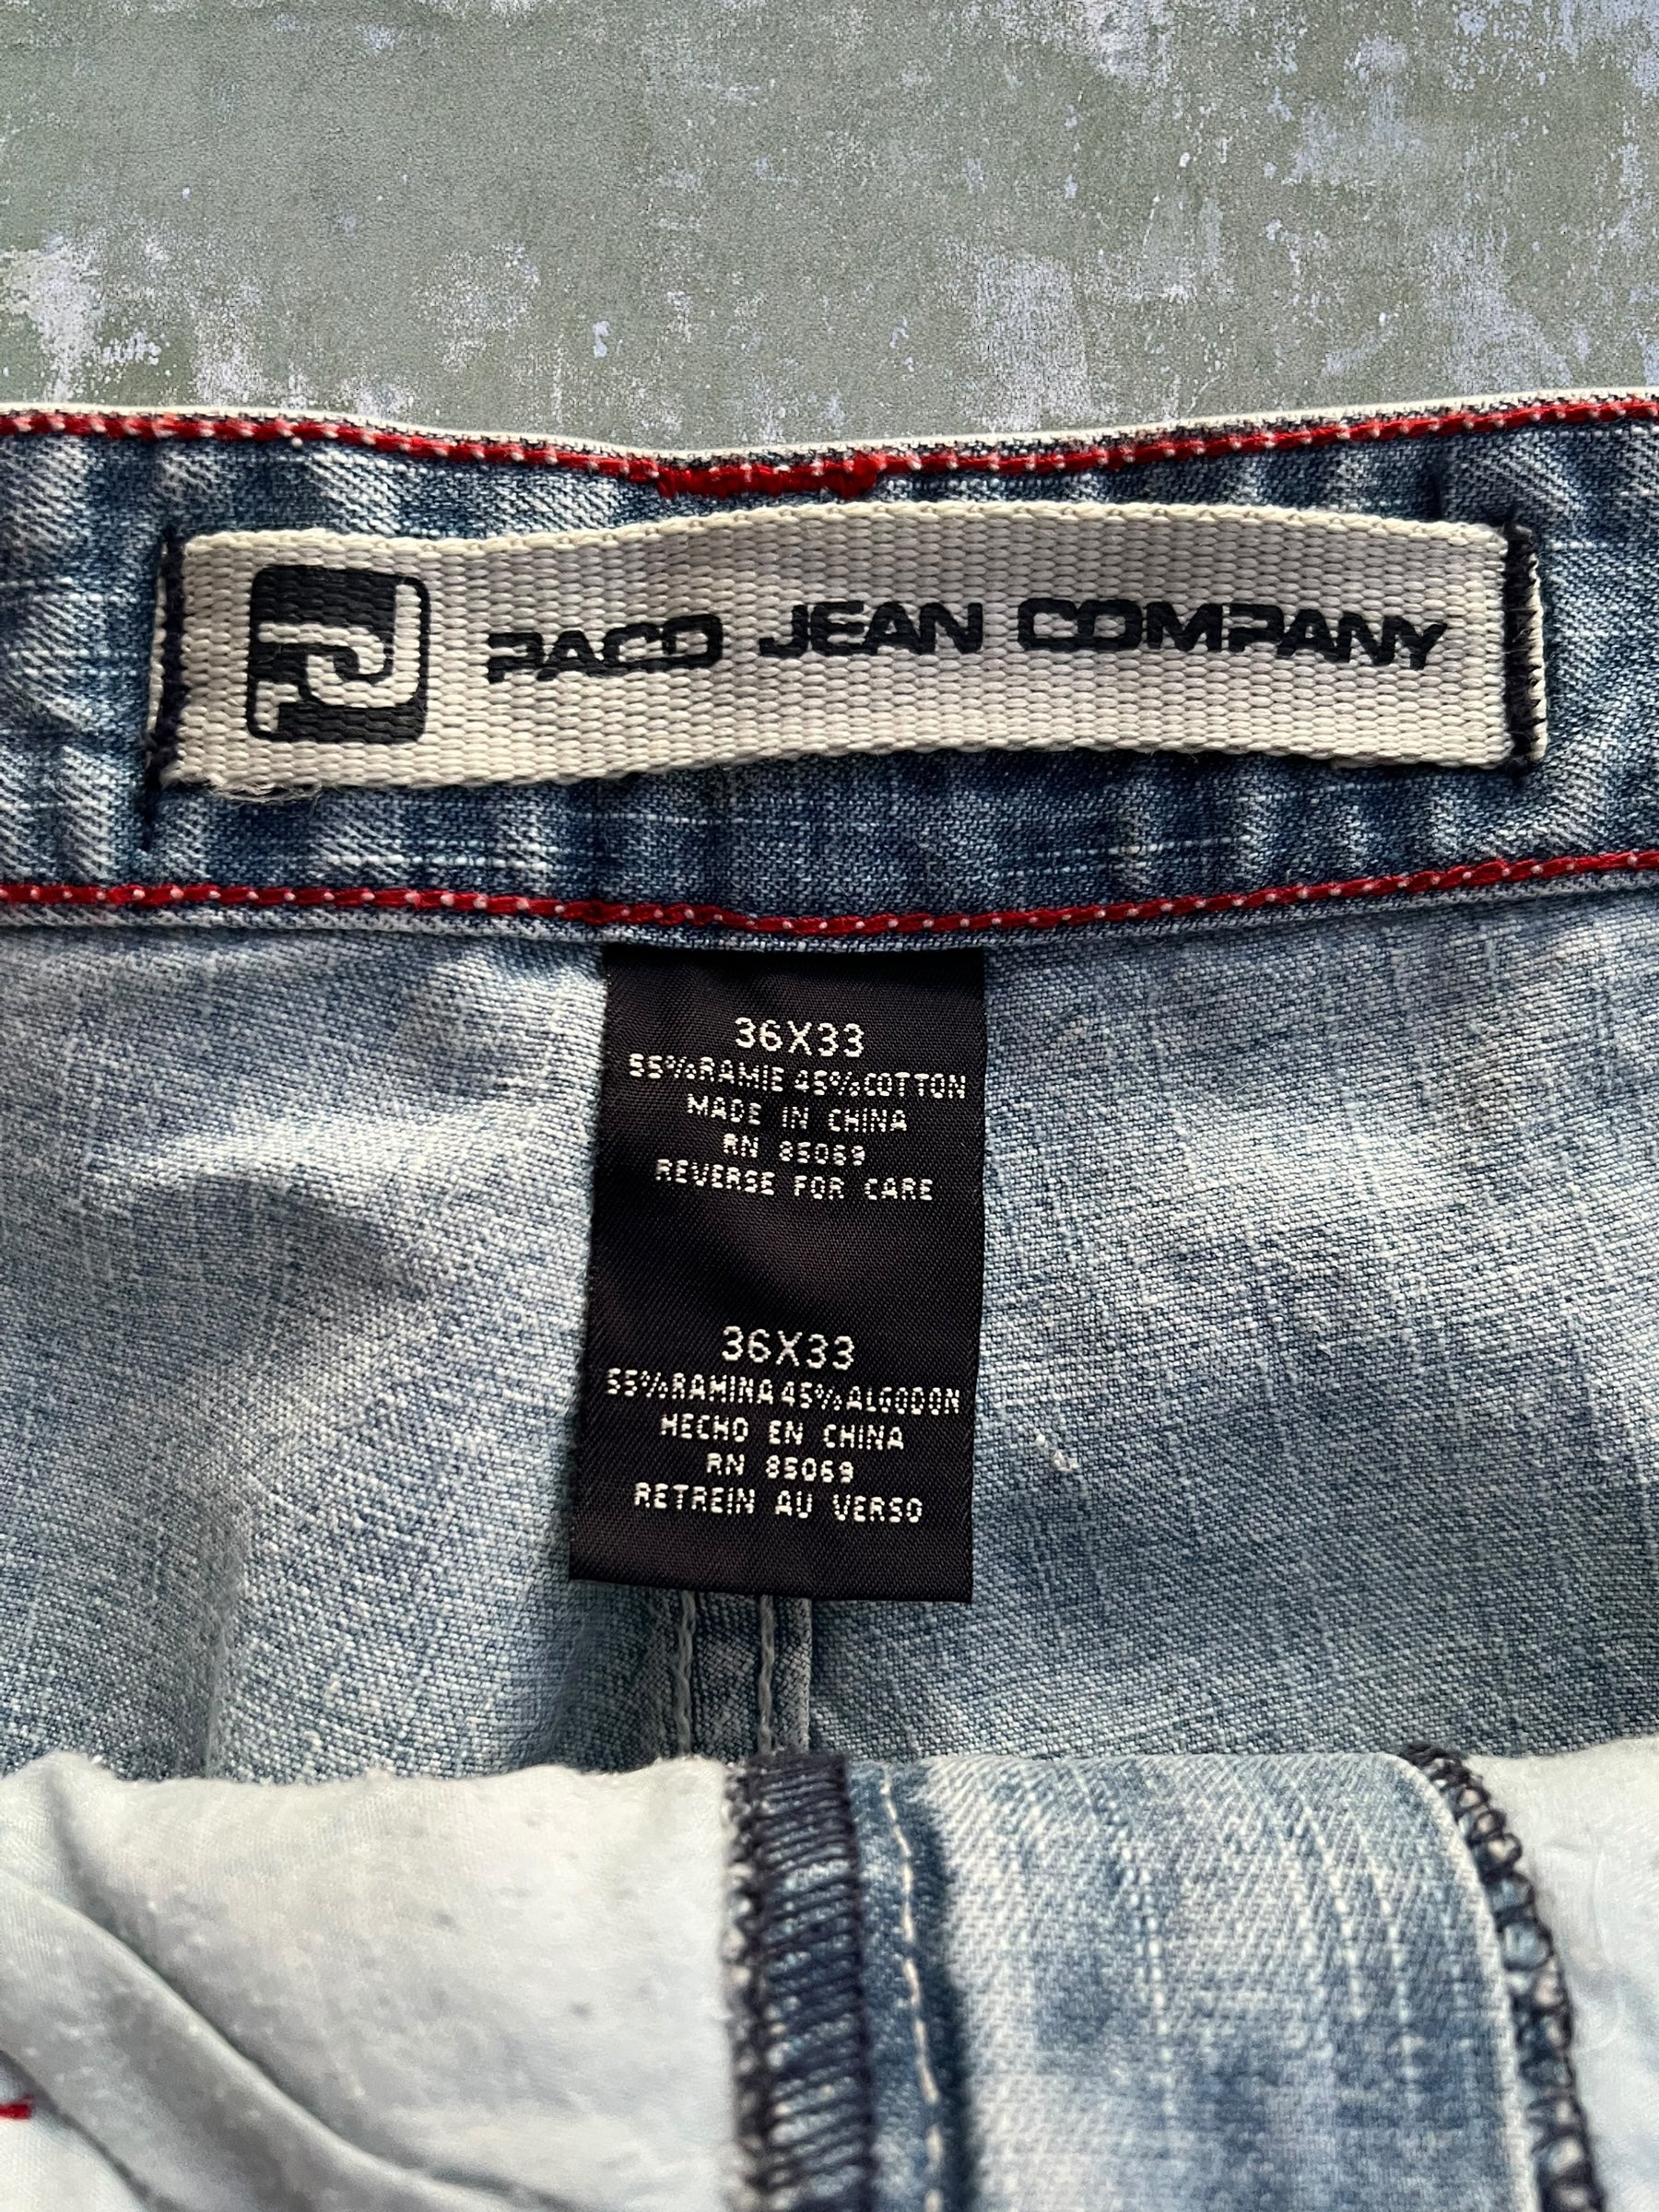 PJ PACO JEAN COMPANY
36X33
55%RAMIE 45%COTTON
MADE IN CHINA
RN 85069
REVERSE FOR CARE
36X33
55%RAMINA 45%ALGODON
HECHO EN CHINA
RN 85069
RETREIN AU VERSO